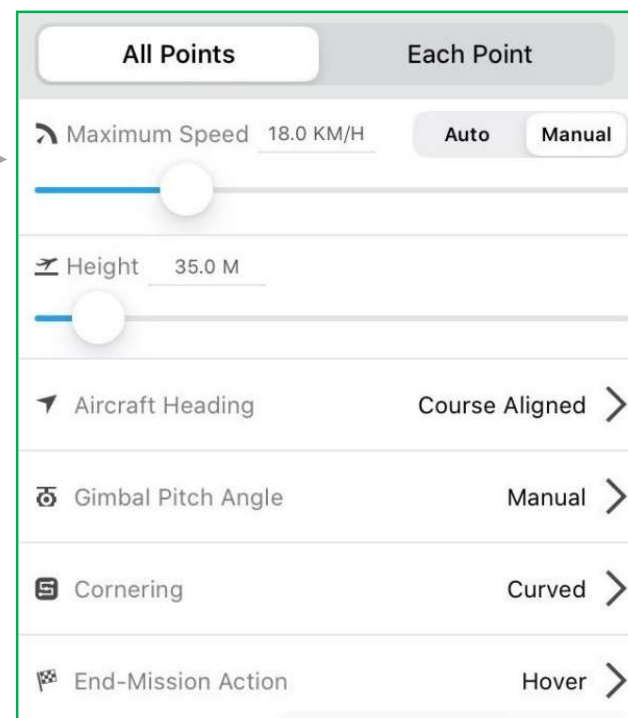 All Points Each Point
Maximum Speed 18.0 KM/H Auto Manual
Height 35.0 M
Aircraft Heading Course Aligned
Gimbal Pitch Angle Manual
Cornering Curved
End-Mission Action Hover